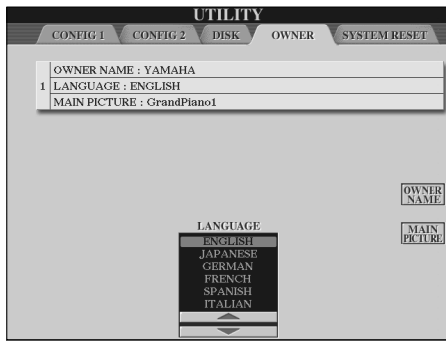 UTILITY
CONFIG 1 CONFIG 2 DISK OWNER SYSTEM RESET
OWNER NAME : YAMAHA
1 LANGUAGE : ENGLISH
MAIN PICTURE : GrandPiano1
OWNER
NAME
LANGUAGE
MAIN
PICTURE
ENGLISH
JAPANESE
GERMAN
FRENCH
SPANISH
ITALIAN